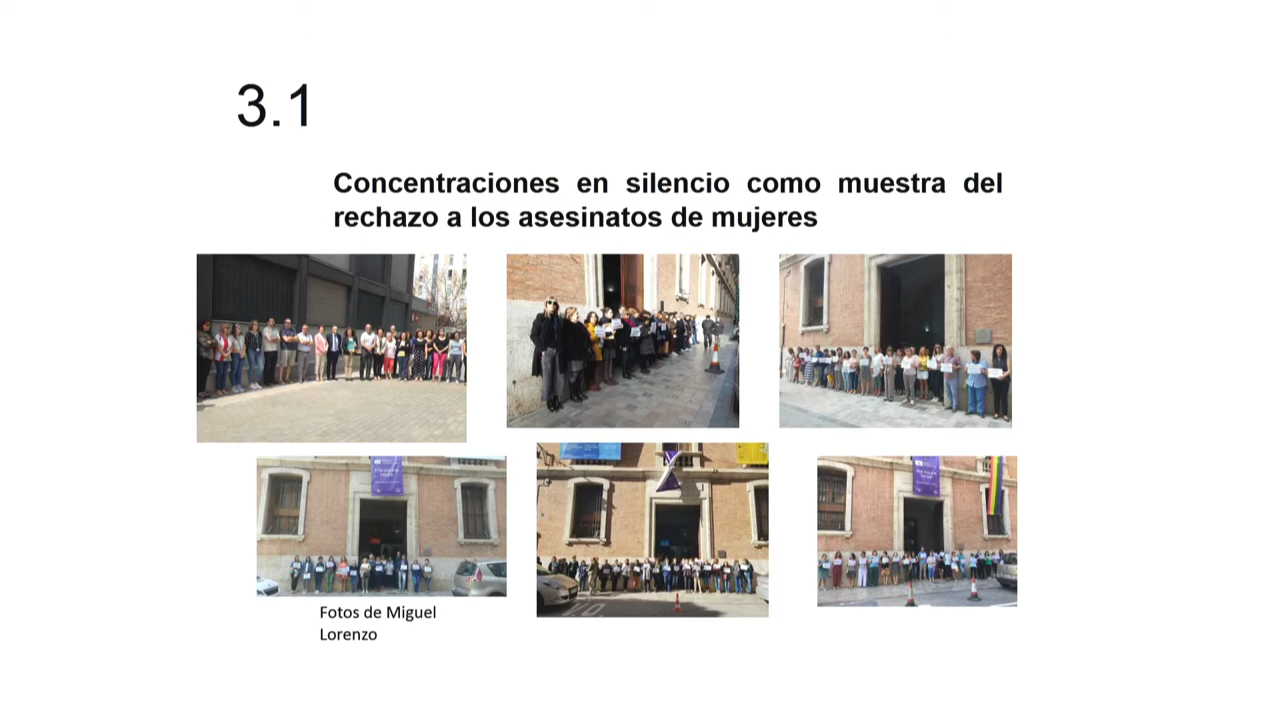 3.1
Concentraciones en silencio como muestra del
rechazo a los asesinatos de mujeres
Fotos de Miguel
Lorenzo